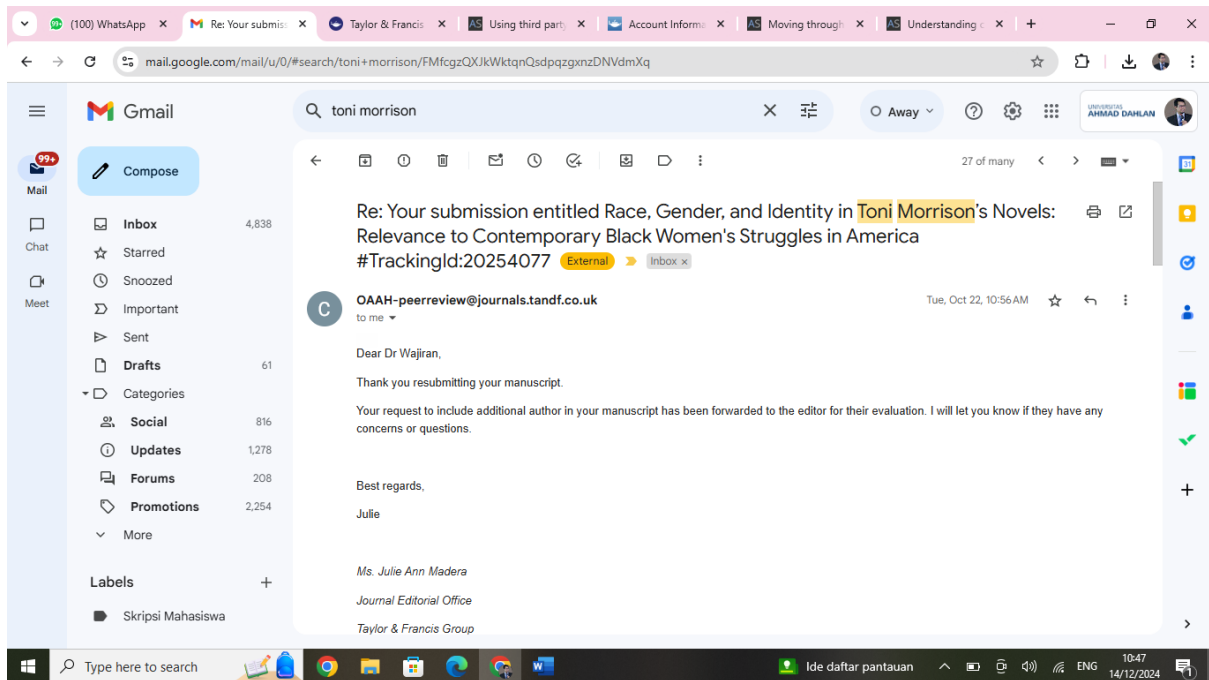 (100) WhatsApp
Re: Your submiss
Taylor & Francis
AS Using third part
Account Informa
AS Moving through
AS Understanding c
mail.google.com/mail/u/0/#search/toni+morrison/FMfcgzQXJkWktqnQsdpqzgxnzDNVdmXq
Gmail
toni morrison
Away
UNIVERSITAS
AHMAD DAHLAN
99+
Mail
Chat
Meet
Compose
Inbox 4,838
Starred
Snoozed
Important
Sent
Drafts 61
Categories
Social 816
Updates 1,278
Forums 208
Promotions 2,254
More
Labels
Skripsi Mahasiswa
27 of many
Re: Your submission entitled Race, Gender, and Identity in Toni Morrison's Novels:
Relevance to Contemporary Black Women's Struggles in America
#TrackingId:20254077 External Inbox x
C
OAAH-peerreview@journals.tandf.co.uk Tue, Oct 22, 10:56 AM
to me
Dear Dr Wajiran,
Thank you resubmitting your manuscript.
Your request to include additional author in your manuscript has been forwarded to the editor for their evaluation. I will let you know if they have any
concerns or questions.
Best regards,
Julie
Ms. Julie Ann Madera
Journal Editorial Office
Taylor & Francis Group
31
Type here to search
Ide daftar pantauan
ENG
10:47
14/12/2024
1